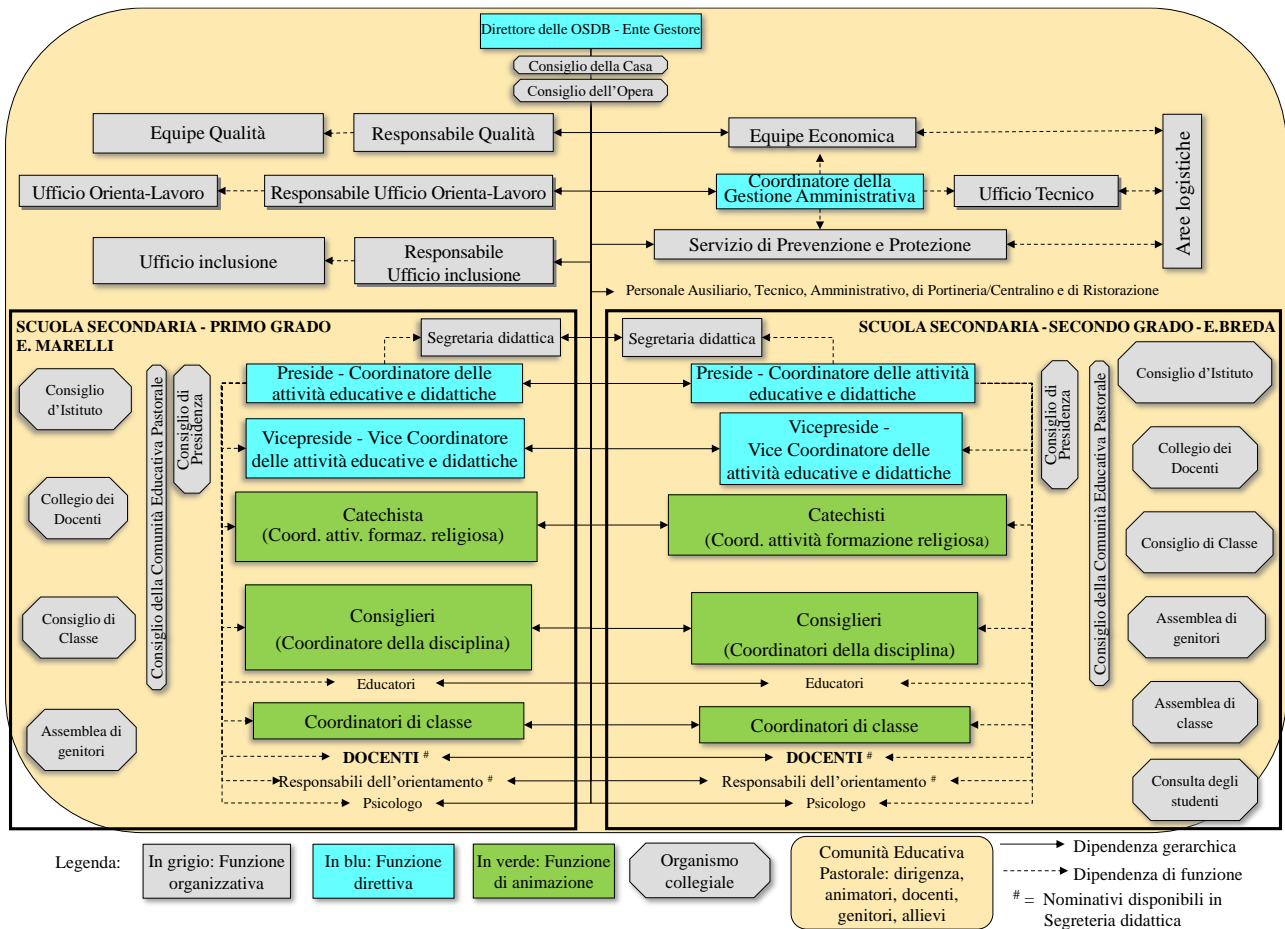 Direttore delle OSDB - Ente Gestore
Consiglio della Casa
Consiglio dell'Opera
Equipe Qualità
Responsabile Qualità
Equipe Economica
Ufficio Orienta-Lavoro
Responsabile Ufficio Orienta-Lavoro
Coordinatore della
Gestione Amministrativa
Ufficio Tecnico
Aree logistiche
Ufficio inclusione
Responsabile
Ufficio inclusione
Servizio di Prevenzione e Protezione
Personale Ausiliario, Tecnico, Amministrativo, di Portineria/Centralino e di Ristorazione
SCUOLA SECONDARIA - PRIMO GRADO
E. MARELLI
Segretaria didattica
Consiglio
d'Istituto
Collegio dei
Docenti
Consiglio di
Classe
Assemblea di
genitori
Consiglio della Comunità Educativa Pastorale
Consiglio di
Presidenza
Preside - Coordinatore delle
attività educative e didattiche
Vicepreside - Vice Coordinatore
delle attività educative e didattiche
Catechista
(Coord. attiv. formaz. religiosa)
Consiglieri
(Coordinatore della disciplina)
Educatori
Coordinatori di classe
DOCENTI #
Responsabili dell'orientamento #
Psicologo
SCUOLA SECONDARIA - SECONDO GRADO - E.BREDA
Segretaria didattica
Preside - Coordinatore delle attività
educative e didattiche
Vicepreside -
Vice Coordinatore delle
attività educative e didattiche
Catechisti
(Coord. attività formazione religiosa)
Consiglieri
(Coordinatori della disciplina)
Educatori
Coordinatori di classe
DOCENTI #
Responsabili dell'orientamento #
Psicologo
Consiglio di
Presidenza
Consiglio della Comunità Educativa Pastorale
Consiglio d'Istituto
Collegio dei
Docenti
Consiglio di Classe
Assemblea di
genitori
Assemblea di
classe
Consulta degli
studenti
Legenda:
In grigio: Funzione
organizzativa
In blu: Funzione
direttiva
In verde: Funzione
di animazione
Organismo
collegiale
Comunità Educativa
Pastorale: dirigenza,
animatori, docenti,
genitori, allievi
Dipendenza gerarchica
Dipendenza di funzione
# = Nominativi disponibili in
Segreteria didattica